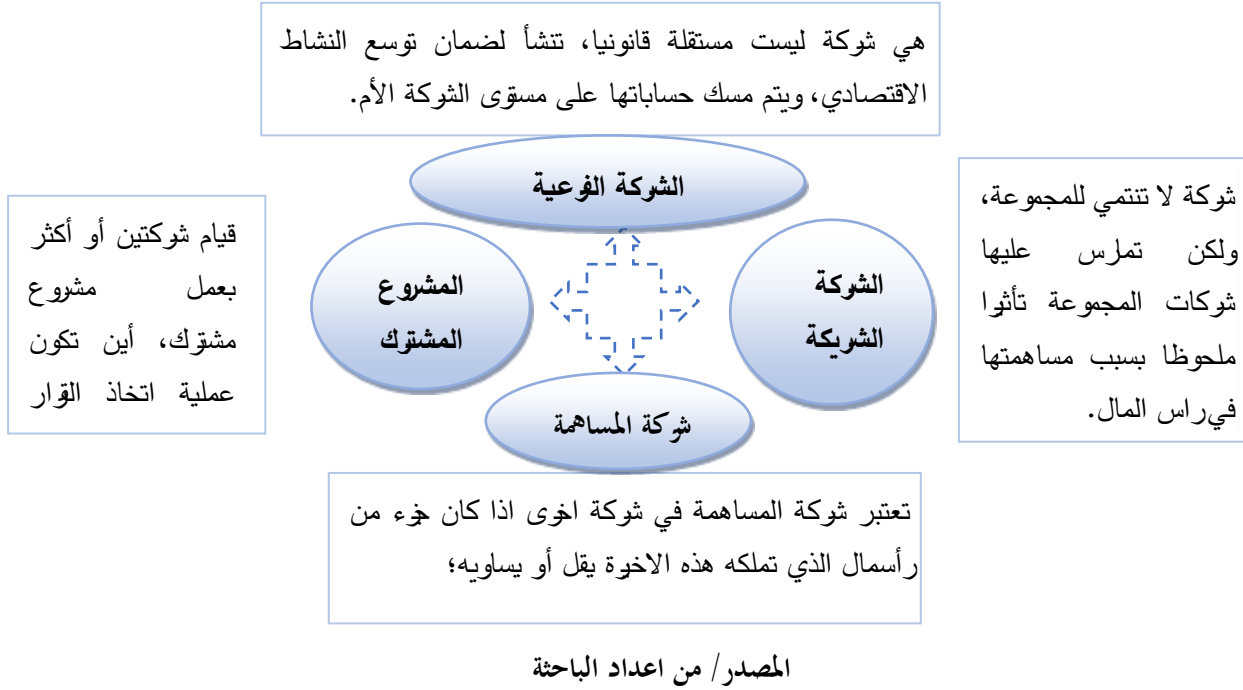 هي شركة ليست مستقلة قانونيا، تنشأ لضمان توسع النشاط
الاقتصادي، ويتم مسك حساباتها على مستوى الشركة الأم.
الشركة الفرعية
شركة لا تنتمي للمجموعة،
ولكن تمارس عليها
شركات المجموعة تأثيرا
ملحوظا بسبب مساهمتها
في راس المال.
الشركة
الشريكة
المشروع
المشترك
قيام شركتين أو أكثر
بعمل مشروع
مشترك، أين تكون
عملية اتخاذ القرار
شركة المساهمة
تعتبر شركة المساهمة في شركة اخرى اذا كان جزء من
رأسمال الذي تملكه هذه الاخيرة يقل أو يساويه؛
المصدر/ من اعداد الباحثة